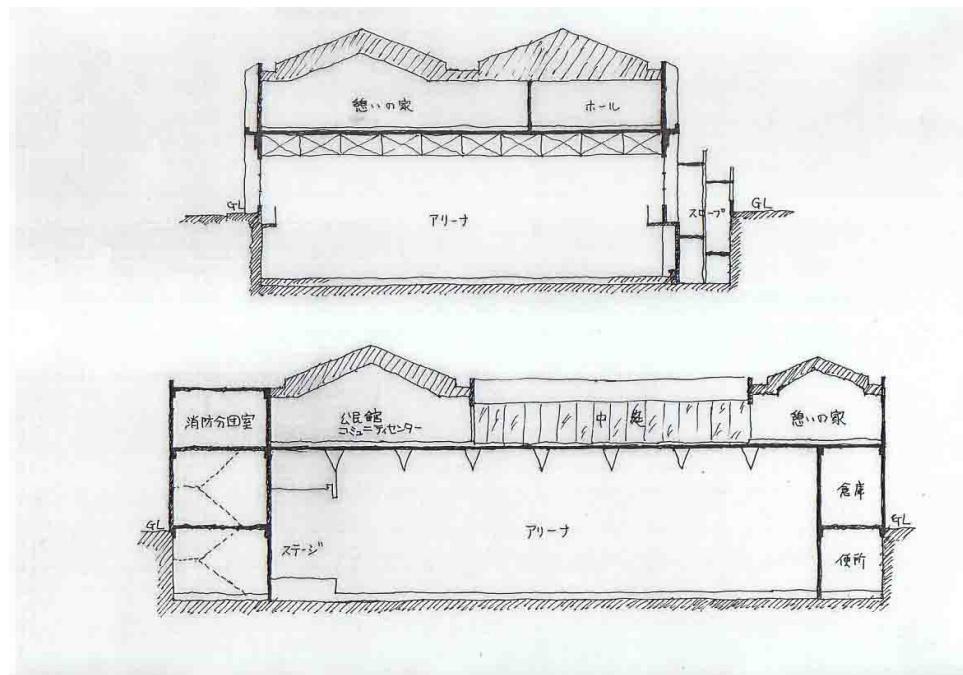 憩いの家
ホール
GL
アリーナ
スロープ
GL
消防分団室
公民館
コミュニティセンター
中庭
憩いの家
倉庫
GL
アリーナ
GL
ステージ
便所